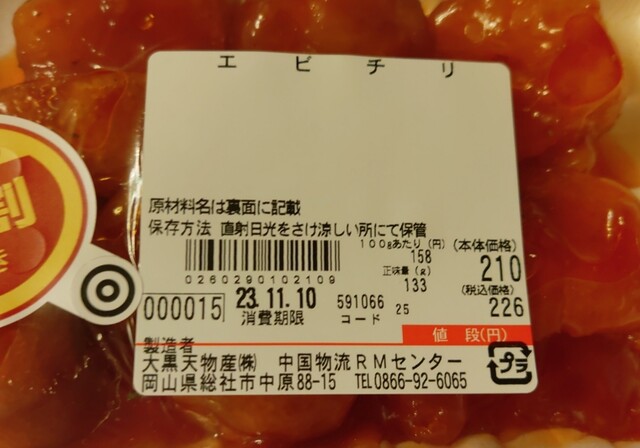 エビチリ
原材料名は裏面に記載
保存方法 直射日光をさけ涼しい所にて保管
100gあたり(円) (本体価格)
158 210
正味量(g) (税込価格)
133 226
0260290102109
000015 23.11.10 591066 25
消費期限 コード
値 段(円)
製造者
大黒天物産㈱ 中国物流RMセンター
岡山県総社市中原88-15 TEL0866-92-6065
プラ
割
き